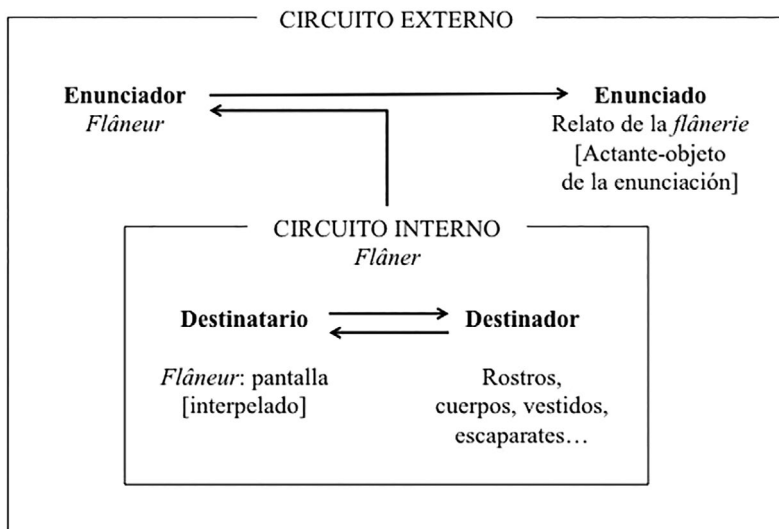 CIRCUITO EXTERNO
Enunciador
Flâneur
Enunciado
Relato de la flânerie
[Actante-objeto
de la enunciación]
CIRCUITO INTERNO
Flâner
Destinatario
Destinador
Flâneur: pantalla
[interpelado]
Rostros,
cuerpos, vestidos,
escaparates…